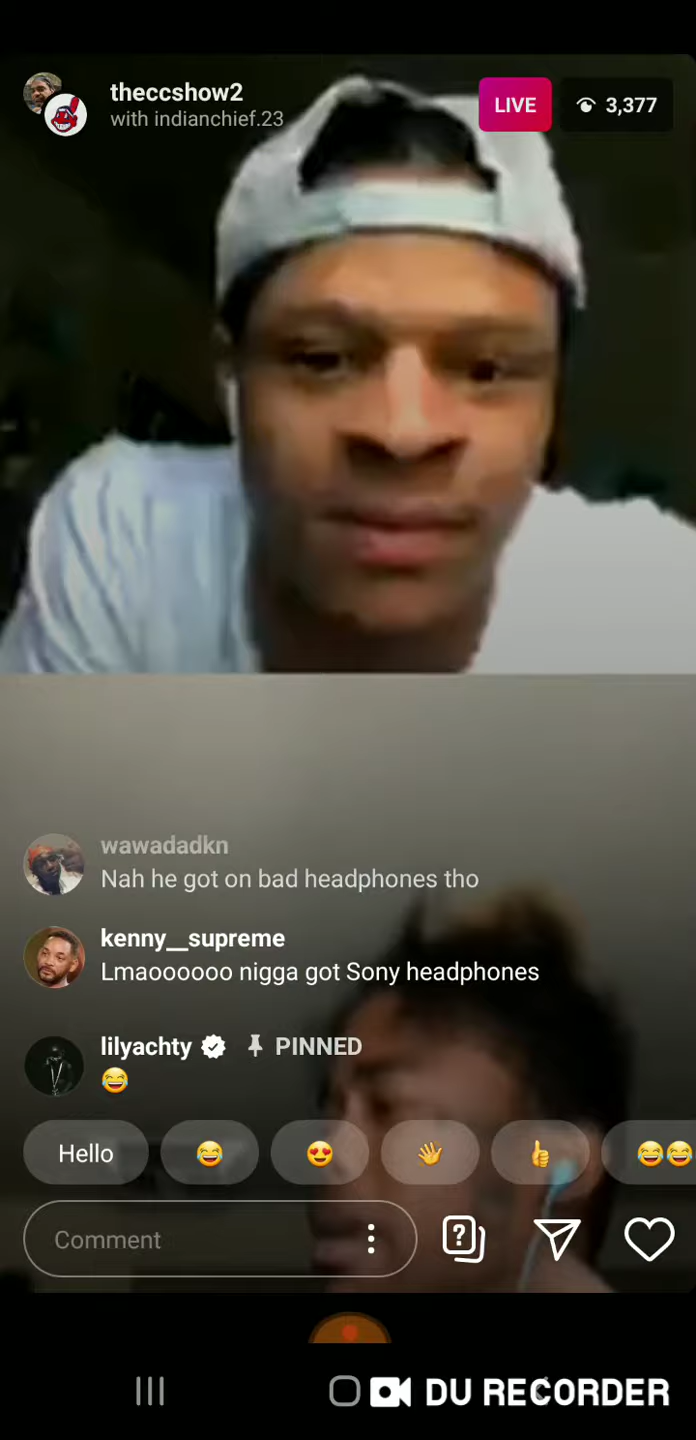 theccshow2
with indianchief.23
LIVE
3,377
wawadadkn
Nah he got on bad headphones tho
kenny__supreme
Lmaoooooo nigga got Sony headphones
lilyachty PINNED
😂
Hello 😂 😍 👋 👍 😂😂
Comment
DU RECORDER